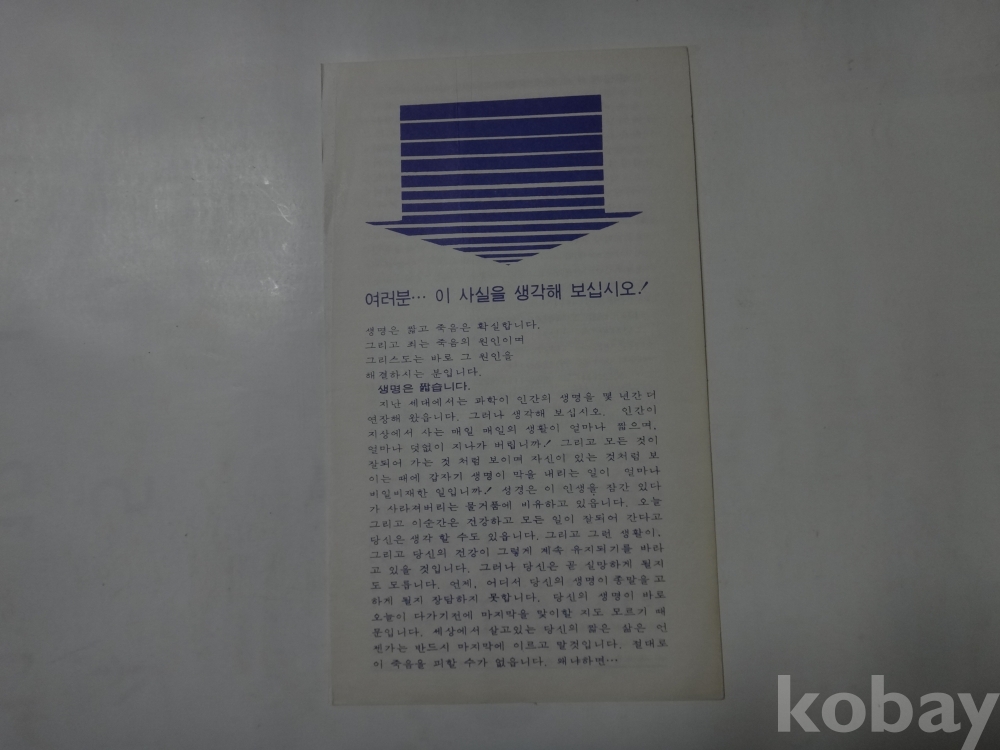 여러분… 이 사실을 생각해 보십시오!
생명은 짧고 죽음은 확실합니다.
그리고 죄는 죽음의 원인이며
그리스도는 바로 그 원인을
해결하시는 분입니다.
생명은 짧습니다.
지난 세대에서는 과학이 인간의 생명을 몇 년간 더
연장해 왔읍니다. 그러나 생각해 보십시오. 인간이
지상에서 사는 매일 매일의 생활이 얼마나 짧으며,
얼마나 덧없이 지나가 버립니까! 그리고 모든 것이
잘되어 가는 것 처럼 보이며 자신이 있는 것처럼 보
이는 때에 갑자기 생명이 막을 내리는 일이 얼마나
비일비재한 일입니까! 성경은 이 인생을 잠간 있다
가 사라져버리는 물거품에 비유하고 있읍니다. 오늘
그리고 이순간은 건강하고 모든 일이 잘되어 간다고
당신은 생각 할 수도 있읍니다. 그리고 그런 생활이,
그리고 당신의 건강이 그렇게 계속 유지되기를 바라
고 있을 것입니다. 그러나 당신은 곧 실망하게 될지
도 모릅니다. 언제, 어디서 당신의 생명이 종말을 고
하게 될지 장담하지 못합니다. 당신의 생명이 바로
오늘이 다가기전에 마지막을 맞이할 지도 모르기 때
문입니다. 세상에서 살고있는 당신의 짧은 삶은 언
젠가는 반드시 마지막에 이르고 말것입니다. 절대로
이 죽음을 피할 수가 없읍니다. 왜냐하면…
kobay